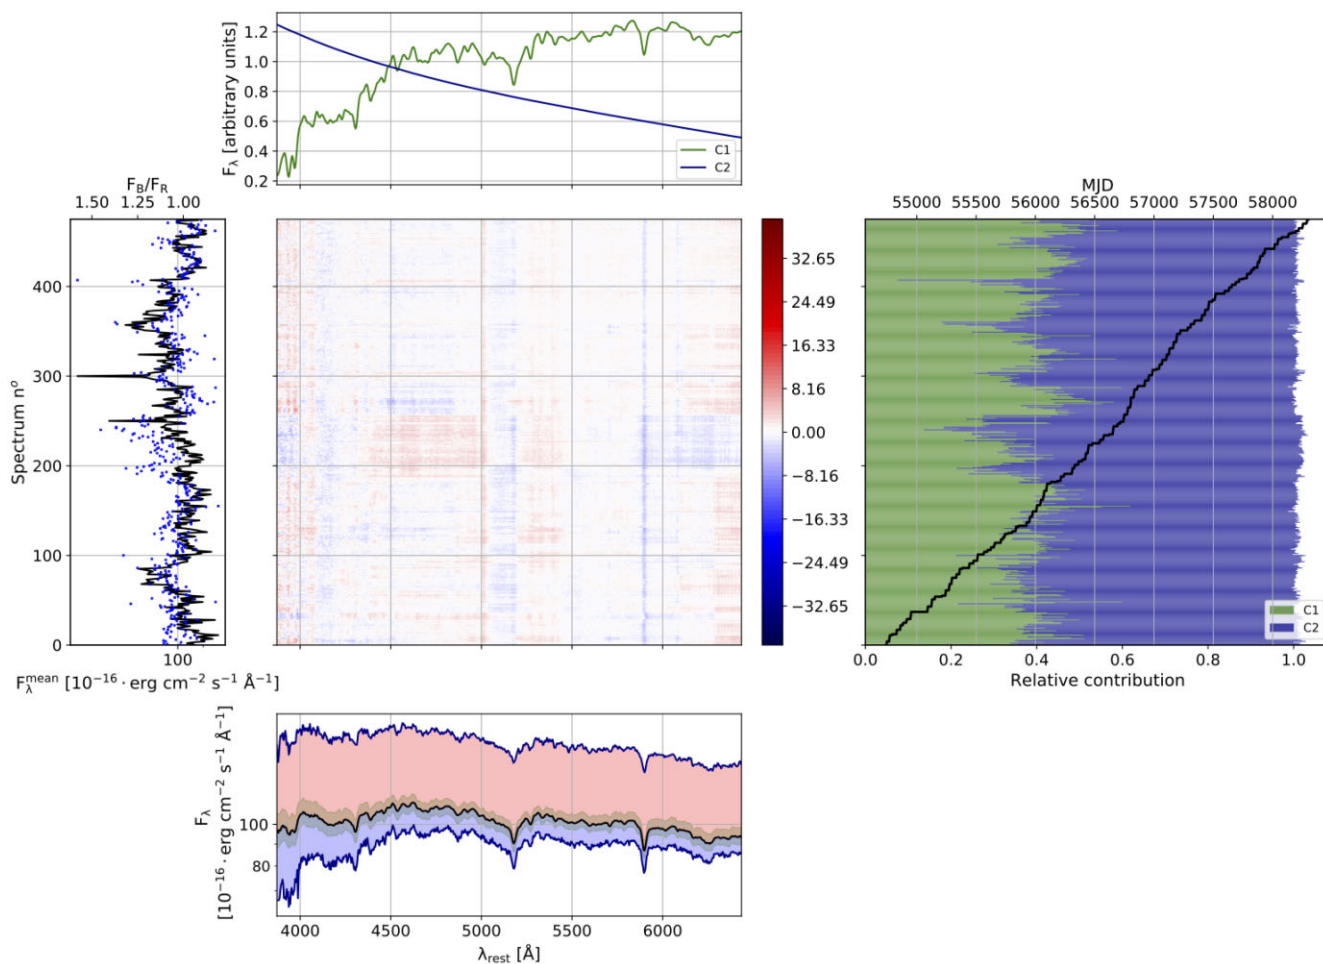 F_λ [arbitrary units]
1.2
1.0
0.8
0.6
0.4
0.2
C1
C2
F_B/F_R
1.50
1.25
1.00
Spectrum nº
400
300
200
100
0
100
F_λ^mean [10⁻¹⁶ · erg cm⁻² s⁻¹ Å⁻¹]
32.65
24.49
16.33
8.16
0.00
−8.16
−16.33
−24.49
−32.65
MJD
55000 55500 56000 56500 57000 57500 58000
C1
C2
0.0 0.2 0.4 0.6 0.8 1.0
Relative contribution
F_λ
[10⁻¹⁶ · erg cm⁻² s⁻¹ Å⁻¹]
100
80
4000 4500 5000 5500 6000
λ_rest [Å]